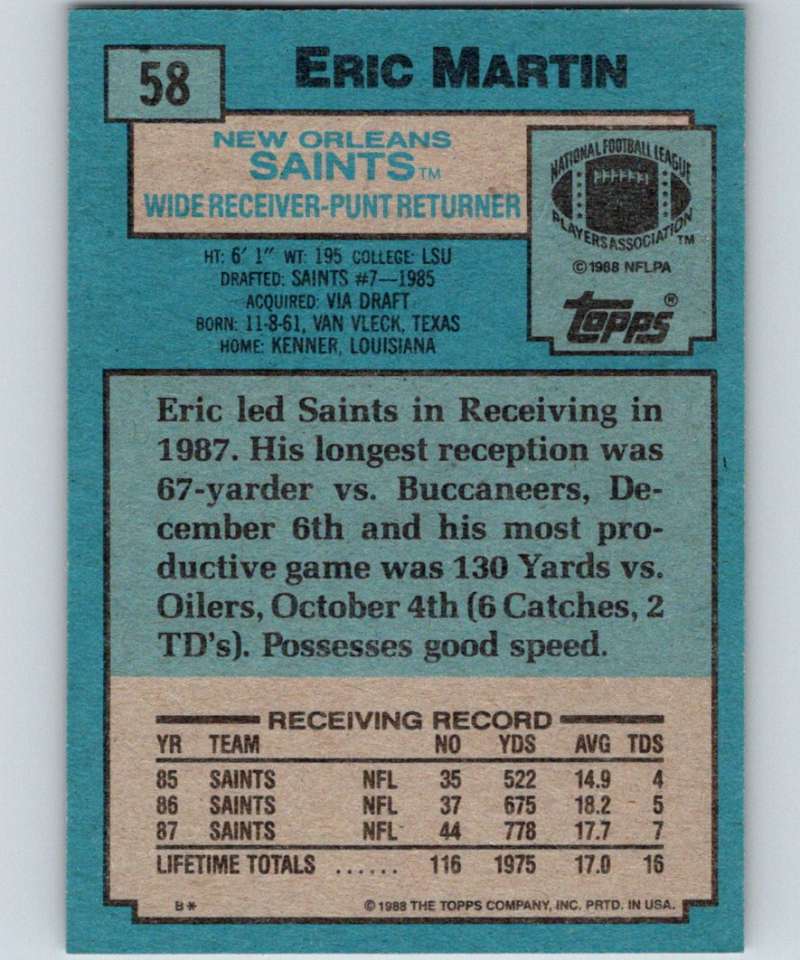 58
ERIC MARTIN
NEW ORLEANS
SAINTS™
WIDE RECEIVER-PUNT RETURNER
HT: 6' 1" WT: 195 COLLEGE: LSU
DRAFTED: SAINTS #7—1985
ACQUIRED: VIA DRAFT
BORN: 11-8-61, VAN VLECK, TEXAS
HOME: KENNER, LOUISIANA
NATIONAL FOOTBALL LEAGUE
PLAYERS ASSOCIATION™
©1988 NFLPA
topps®
Eric led Saints in Receiving in
1987. His longest reception was
67-yarder vs. Buccaneers, De-
cember 6th and his most pro-
ductive game was 130 Yards vs.
Oilers, October 4th (6 Catches, 2
TD's). Possesses good speed.
RECEIVING RECORD
YR TEAM NO YDS AVG TDS
85 SAINTS NFL 35 522 14.9 4
86 SAINTS NFL 37 675 18.2 5
87 SAINTS NFL 44 778 17.7 7
LIFETIME TOTALS ...... 116 1975 17.0 16
B* ©1988 THE TOPPS COMPANY, INC. PRTD. IN USA.